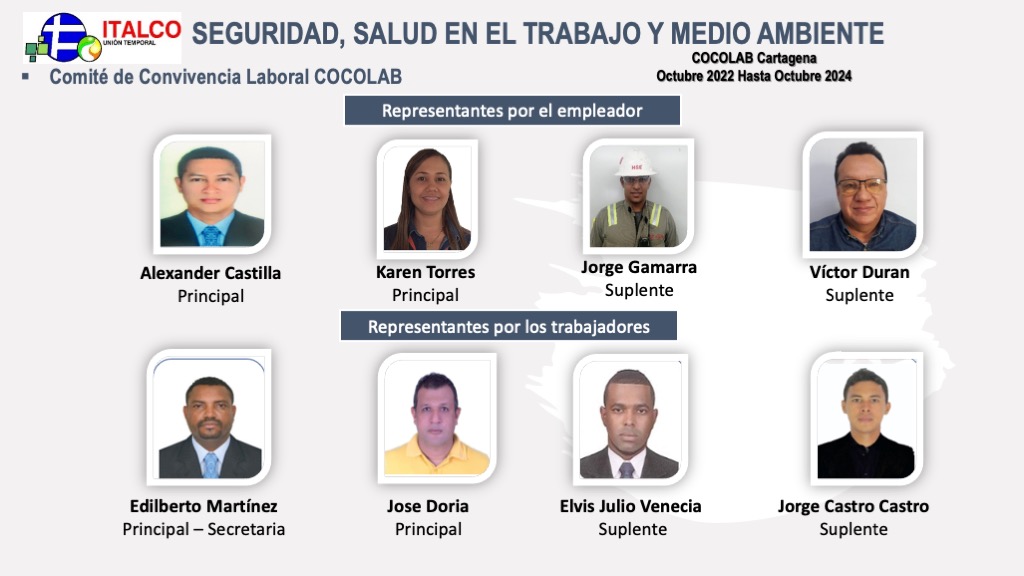 ITALCO
UNIÓN TEMPORAL
SEGURIDAD, SALUD EN EL TRABAJO Y MEDIO AMBIENTE
COCOLAB Cartagena
Octubre 2022 Hasta Octubre 2024
Comité de Convivencia Laboral COCOLAB
Representantes por el empleador
HSE
Alexander Castilla
Principal
Karen Torres
Principal
Jorge Gamarra
Suplente
Víctor Duran
Suplente
Representantes por los trabajadores
Edilberto Martínez
Principal – Secretaria
Jose Doria
Principal
Elvis Julio Venecia
Suplente
Jorge Castro Castro
Suplente